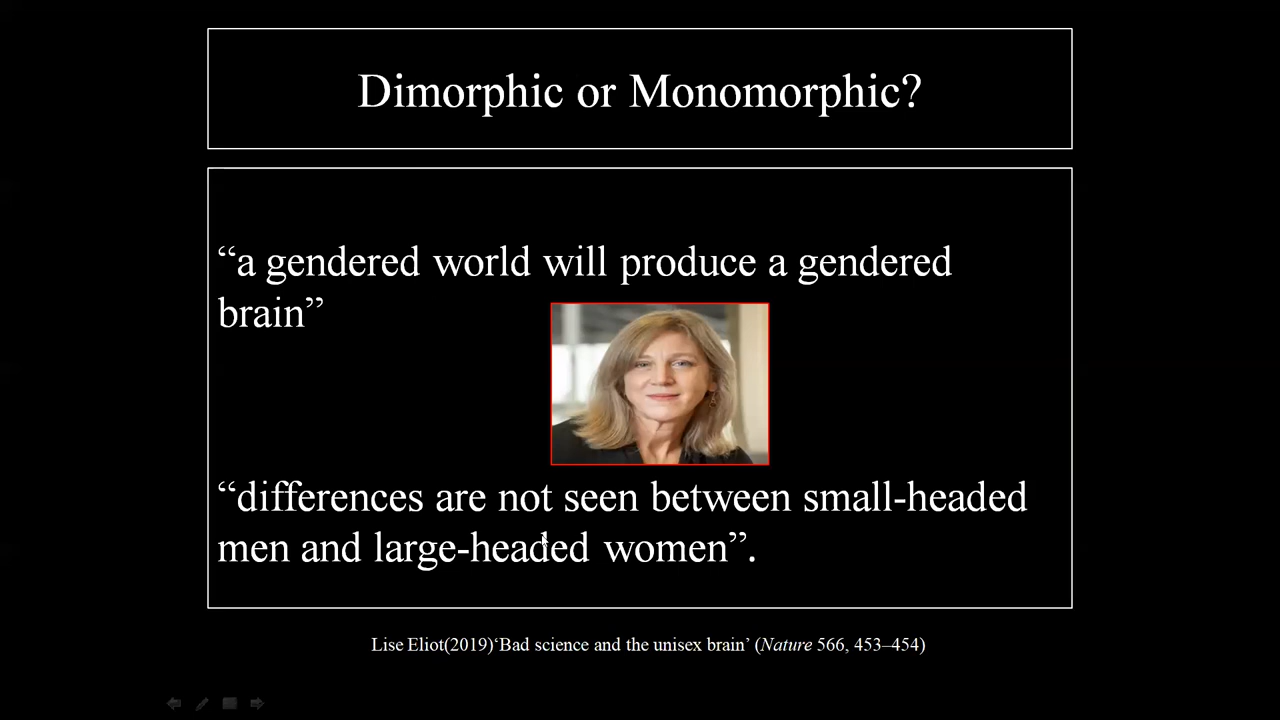 Dimorphic or Monomorphic?
“a gendered world will produce a gendered
brain”
“differences are not seen between small-headed
men and large-headed women”.
Lise Eliot(2019)‘Bad science and the unisex brain’ (Nature 566, 453–454)